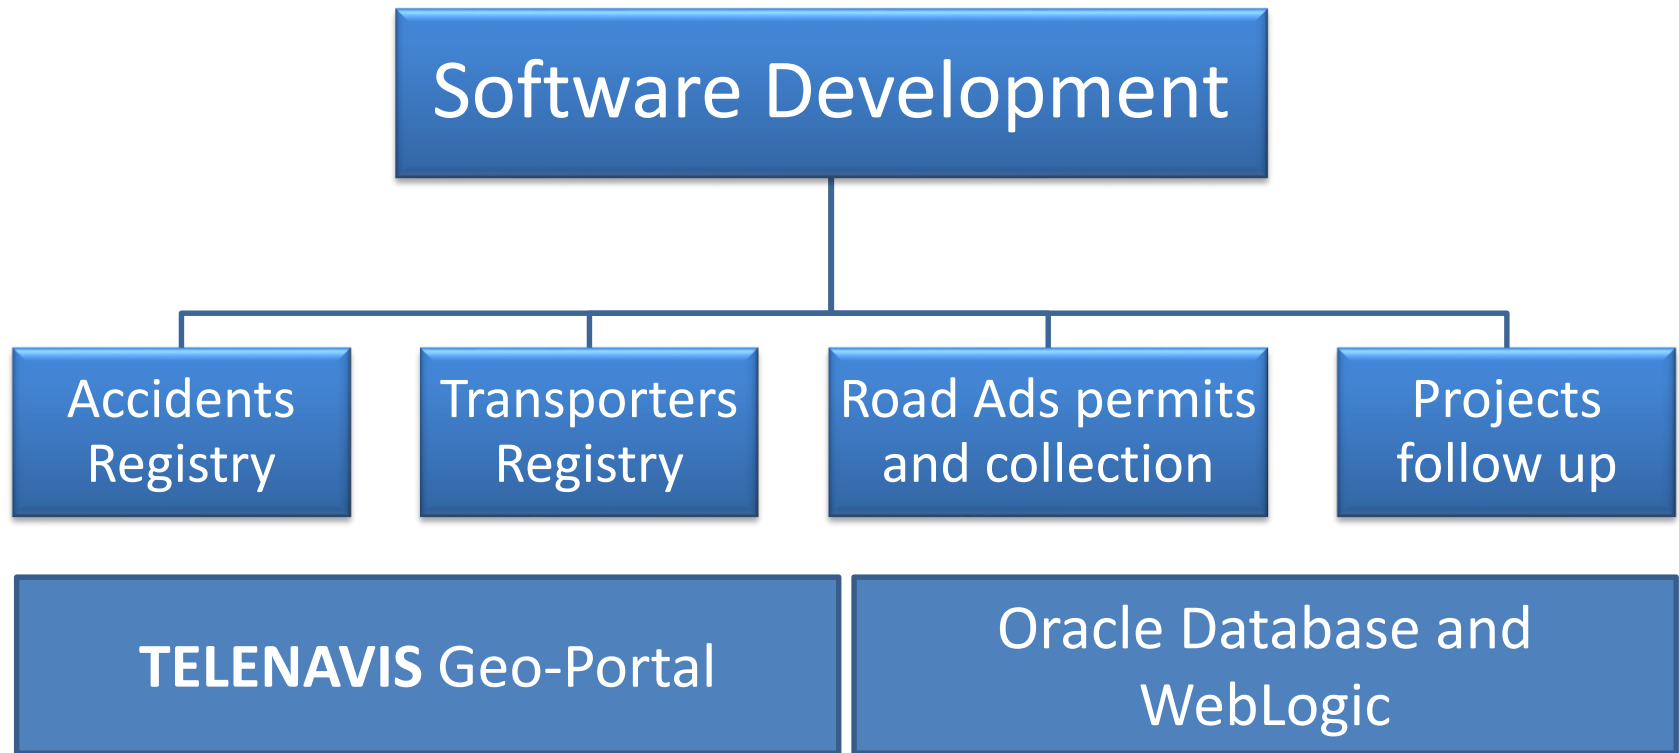 Software Development
Accidents
Registry
Transporters
Registry
Road Ads permits
and collection
Projects
follow up
TELENAVIS Geo-Portal
Oracle Database and
WebLogic